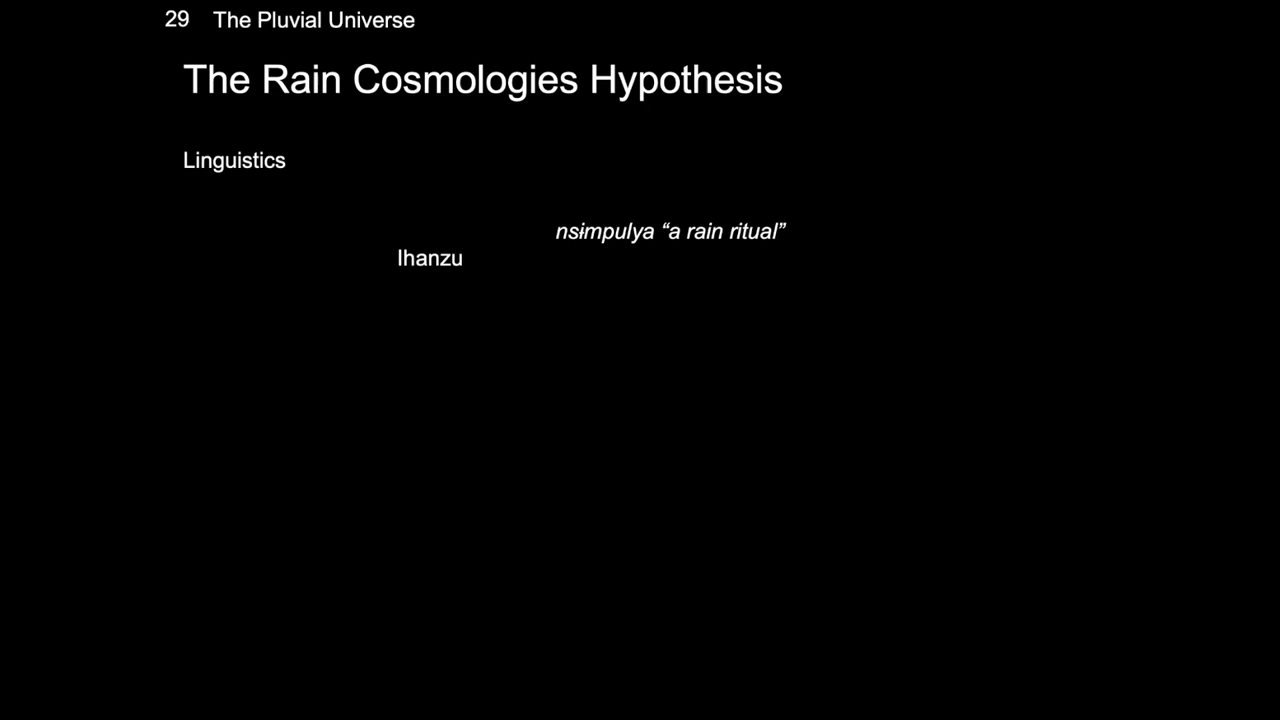 29 The Pluvial Universe
The Rain Cosmologies Hypothesis
Linguistics
nsɨmpulya “a rain ritual”
Ihanzu